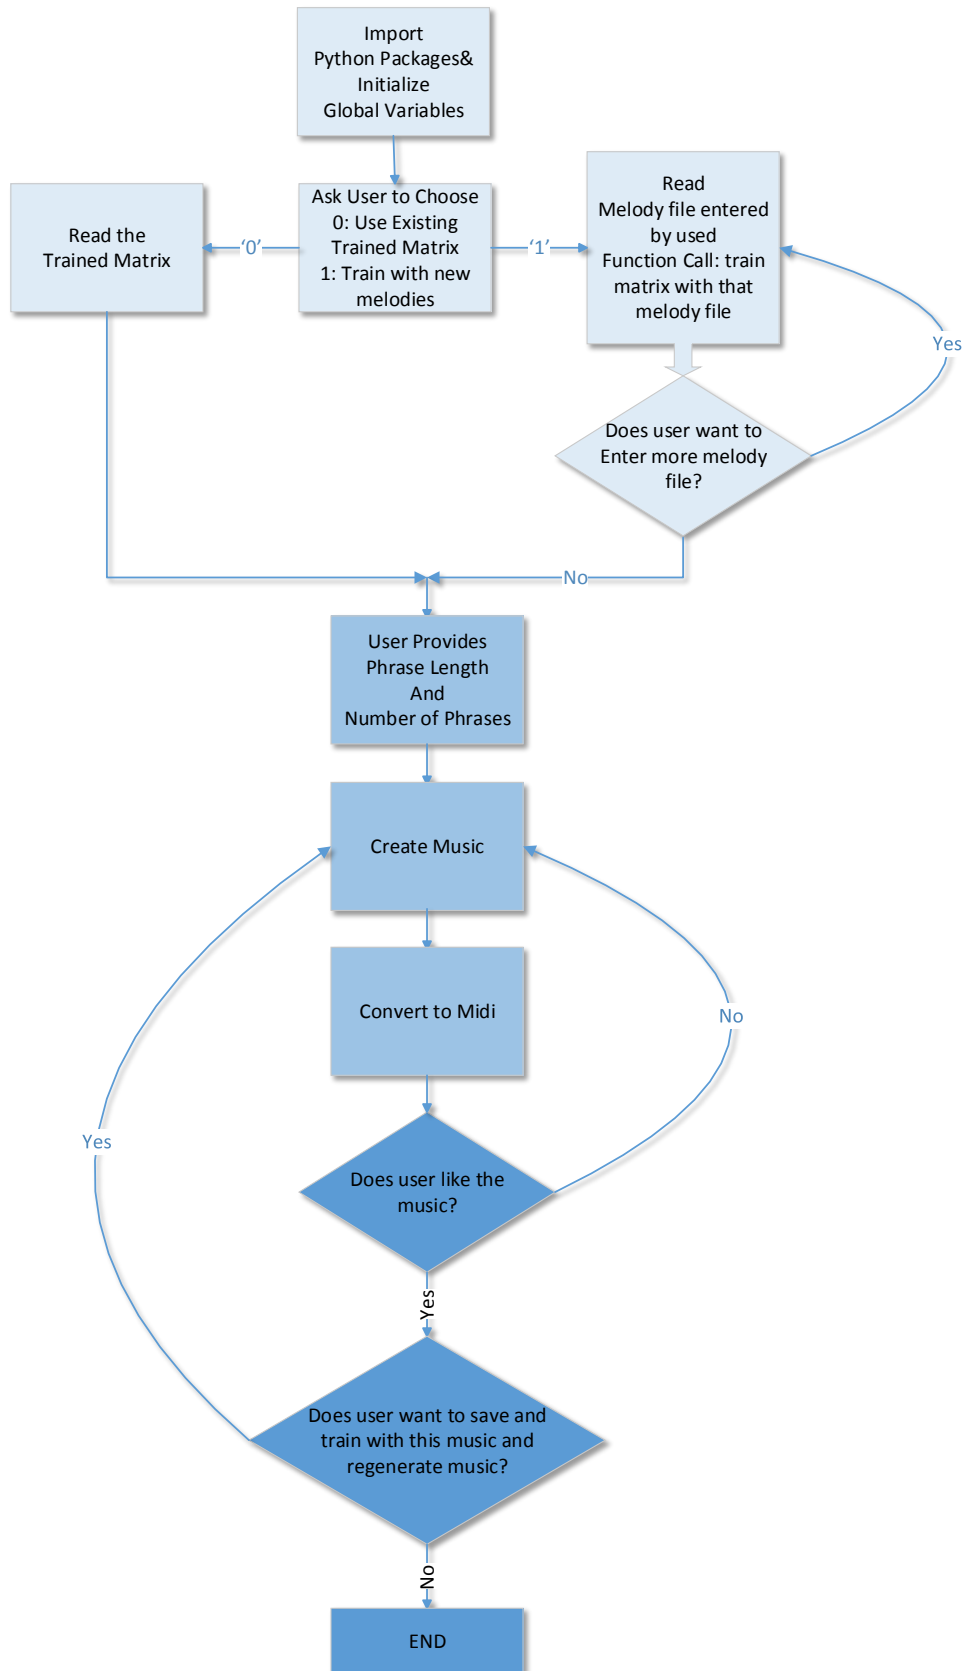 Import
Python Packages&
Initialize
Global Variables
Ask User to Choose
0: Use Existing
Trained Matrix
1: Train with new
melodies
Read the
Trained Matrix
‘0’
‘1’
Read
Melody file entered
by used
Function Call: train
matrix with that
melody file
Yes
Does user want to
Enter more melody
file?
No
User Provides
Phrase Length
And
Number of Phrases
Create Music
Convert to Midi
No
Yes
Does user like the
music?
Yes
Does user want to save and
train with this music and
regenerate music?
No
END